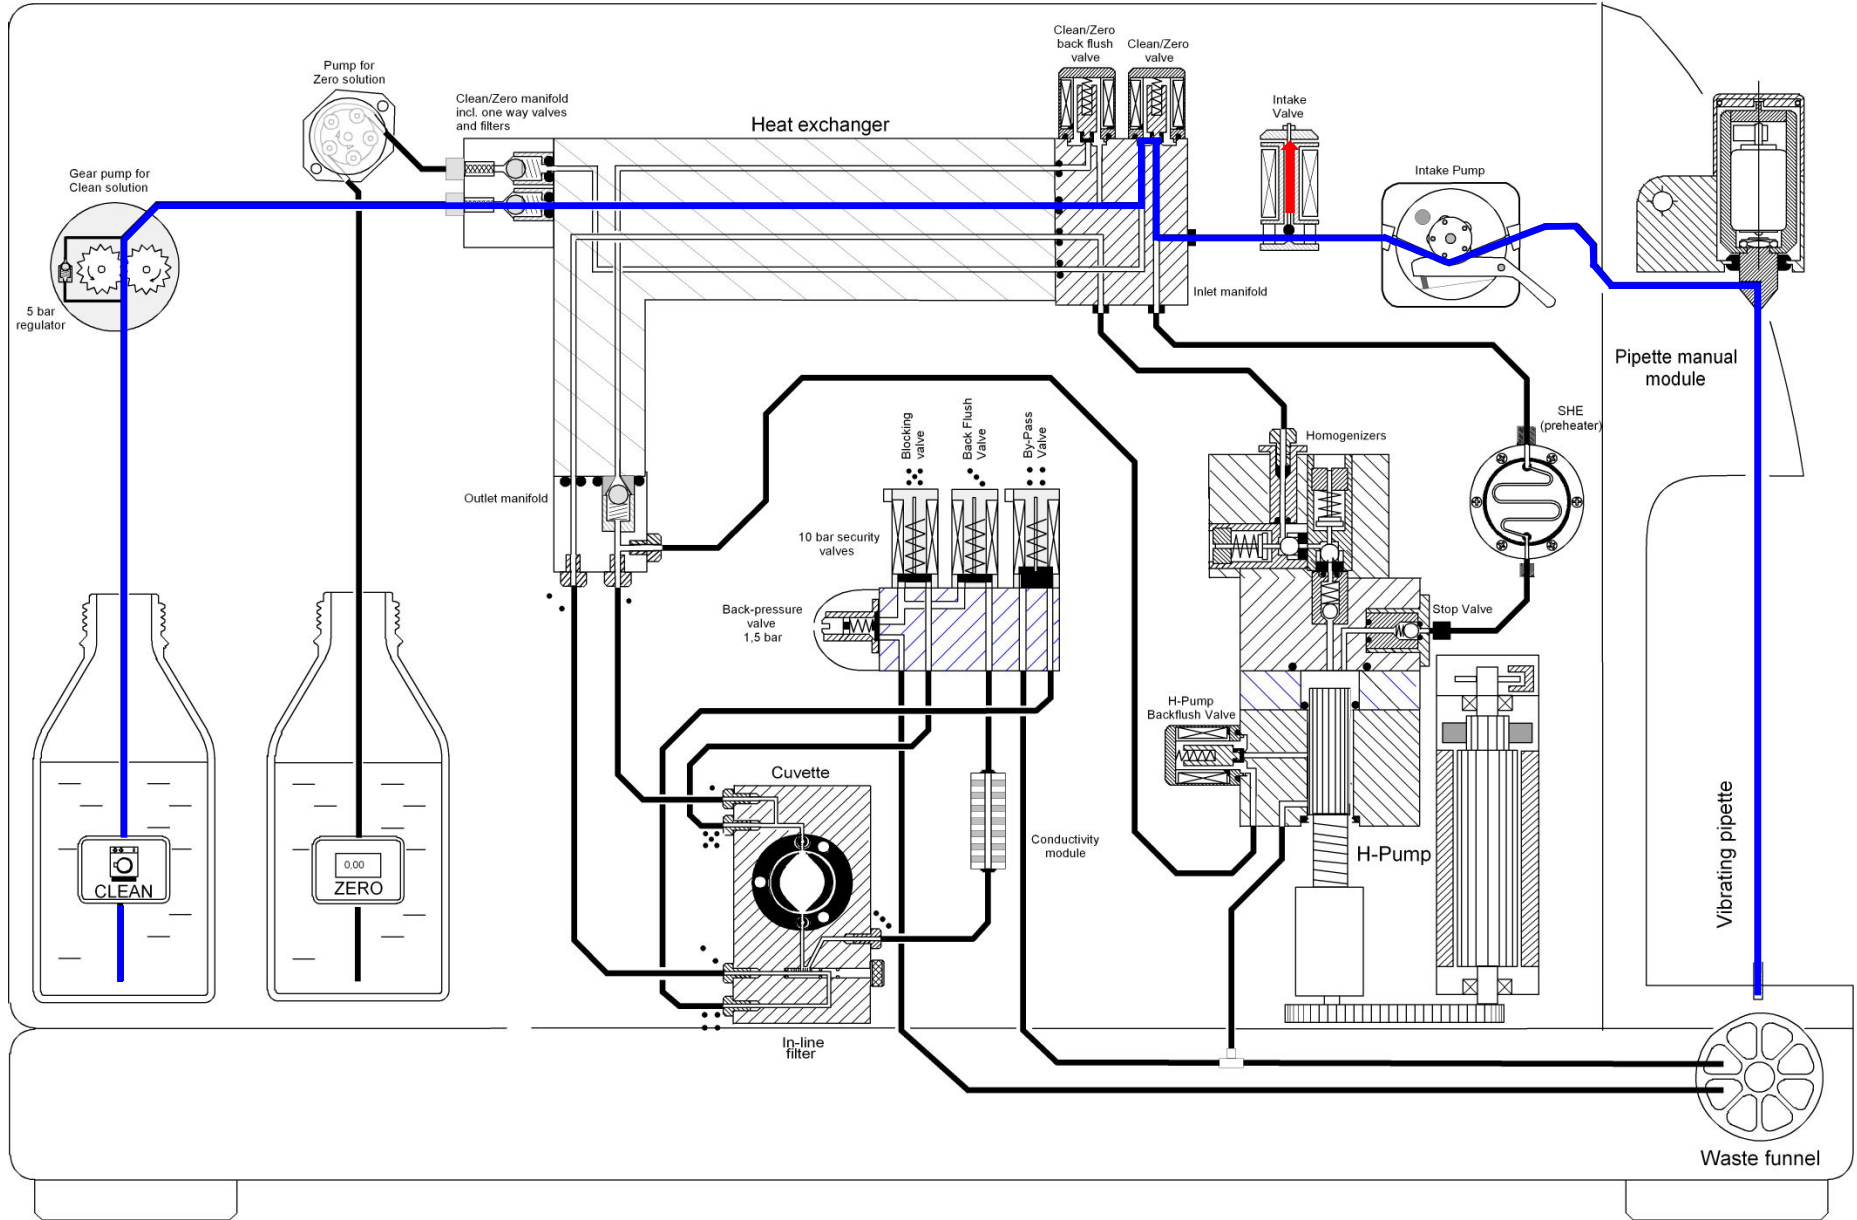 Clean/Zero
back flush
valve
Clean/Zero
valve
Pump for
Zero solution
Clean/Zero manifold
incl. one way valves
and filters
Heat exchanger
Intake
Valve
Intake Pump
Gear pump for
Clean solution
5 bar
regulator
Inlet manifold
Pipette manual
module
SHE
(preheater)
Homogenizers
Blocking
valve
Back Flush
Valve
By-Pass
Valve
Outlet manifold
10 bar security
valves
Back-pressure
valve
1,5 bar
Stop Valve
H-Pump
Backflush Valve
Cuvette
Conductivity
module
H-Pump
Vibrating pipette
CLEAN
0,00
ZERO
In-line
filter
Waste funnel